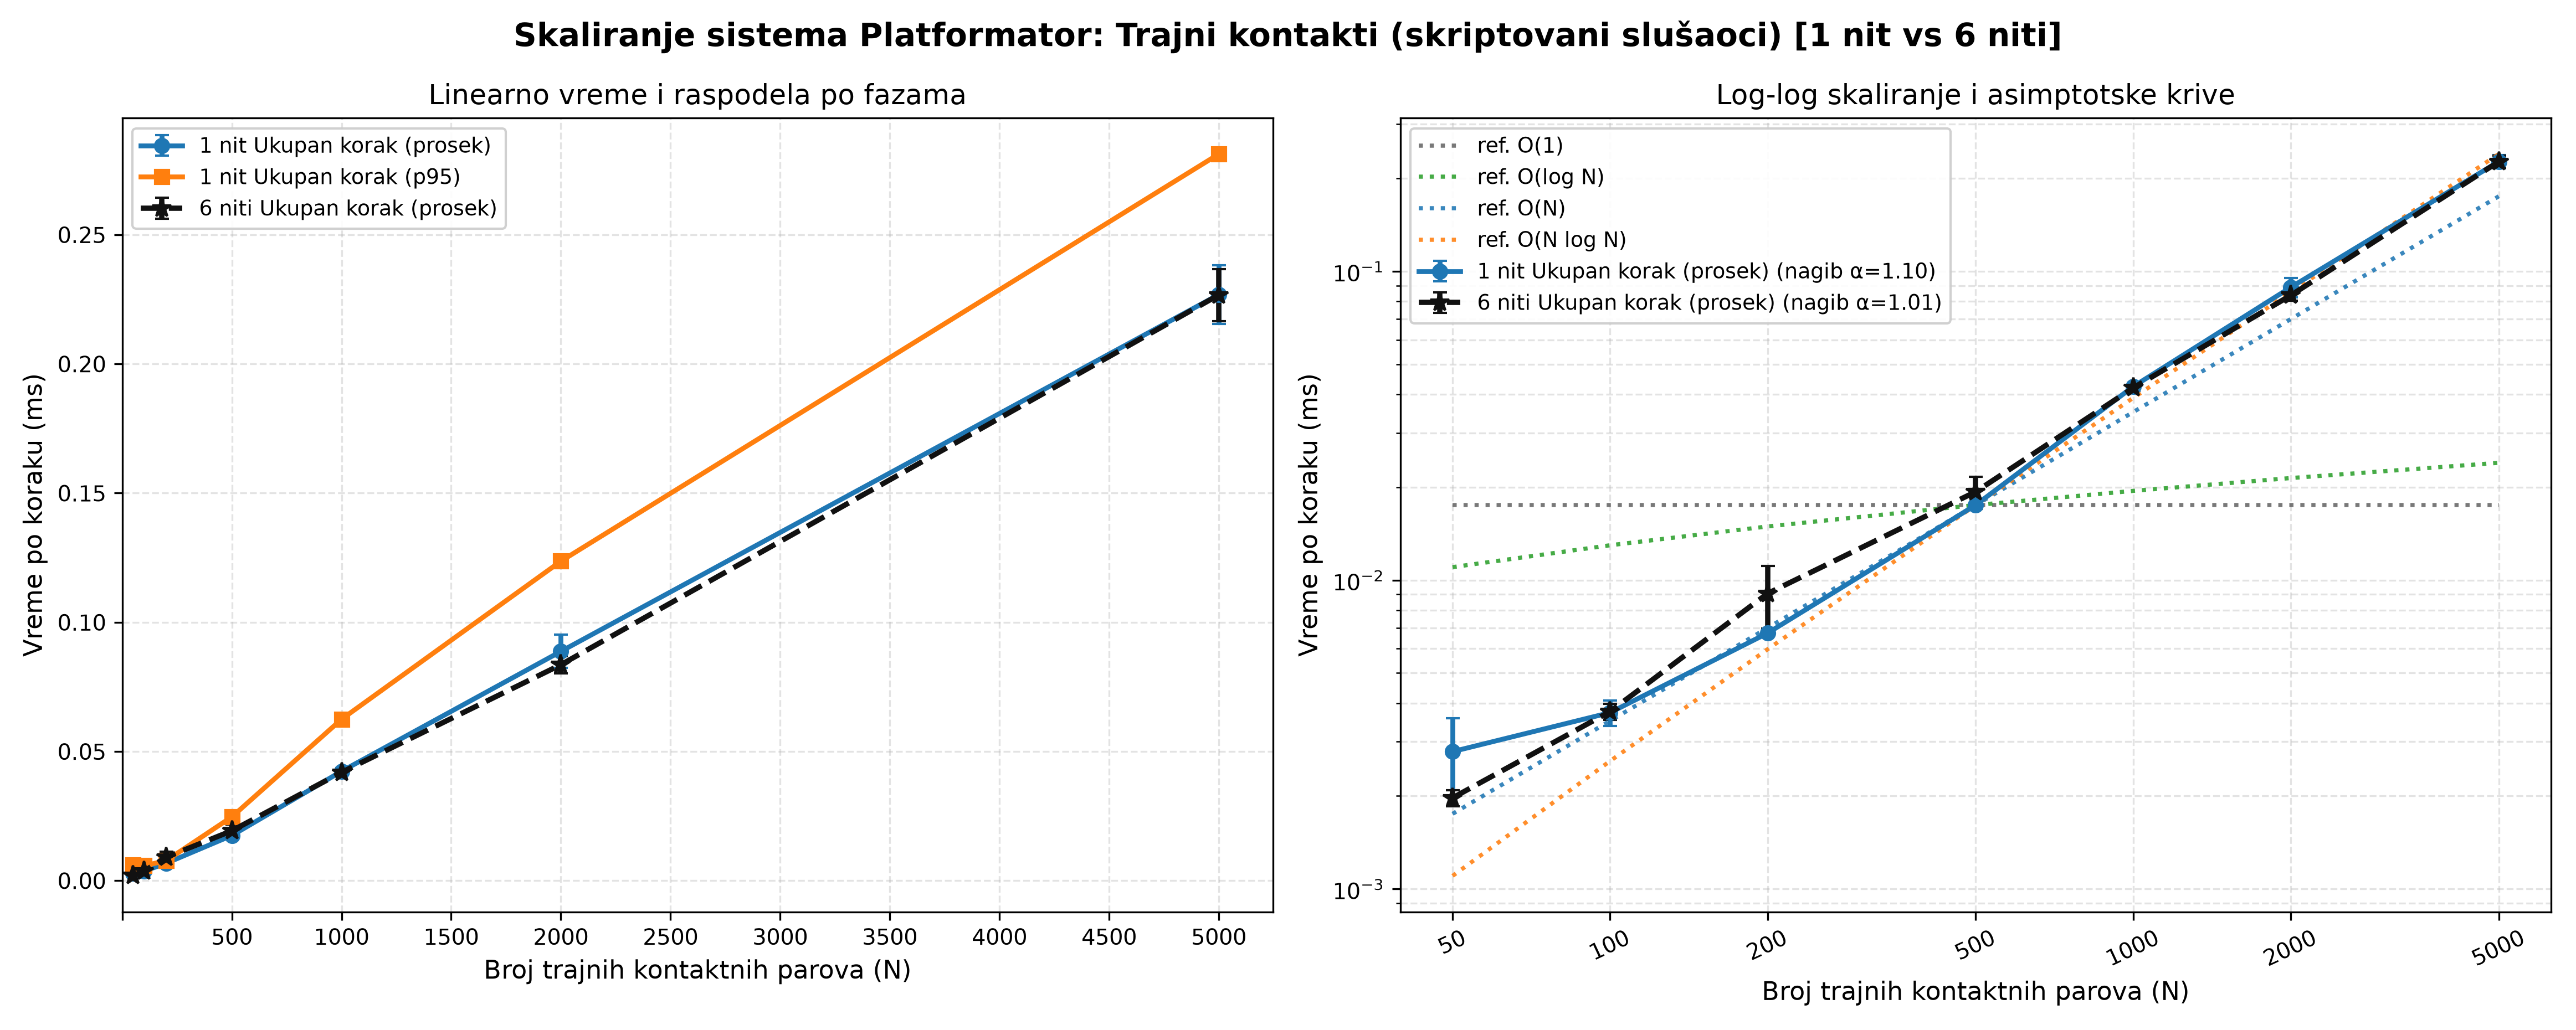 Skaliranje sistema Platformator: Trajni kontakti (skriptovani slušaoci) [1 nit vs 6 niti]
Linearno vreme i raspodela po fazama
1 nit Ukupan korak (prosek)
1 nit Ukupan korak (p95)
6 niti Ukupan korak (prosek)
Vreme po koraku (ms)
0.25
0.20
0.15
0.10
0.05
0.00
500 1000 1500 2000 2500 3000 3500 4000 4500 5000
Broj trajnih kontaktnih parova (N)
Log-log skaliranje i asimptotske krive
ref. O(1)
ref. O(log N)
ref. O(N)
ref. O(N log N)
1 nit Ukupan korak (prosek) (nagib α=1.10)
6 niti Ukupan korak (prosek) (nagib α=1.01)
Vreme po koraku (ms)
10⁻¹
10⁻²
10⁻³
50 100 200 500 1000 2000 5000
Broj trajnih kontaktnih parova (N)